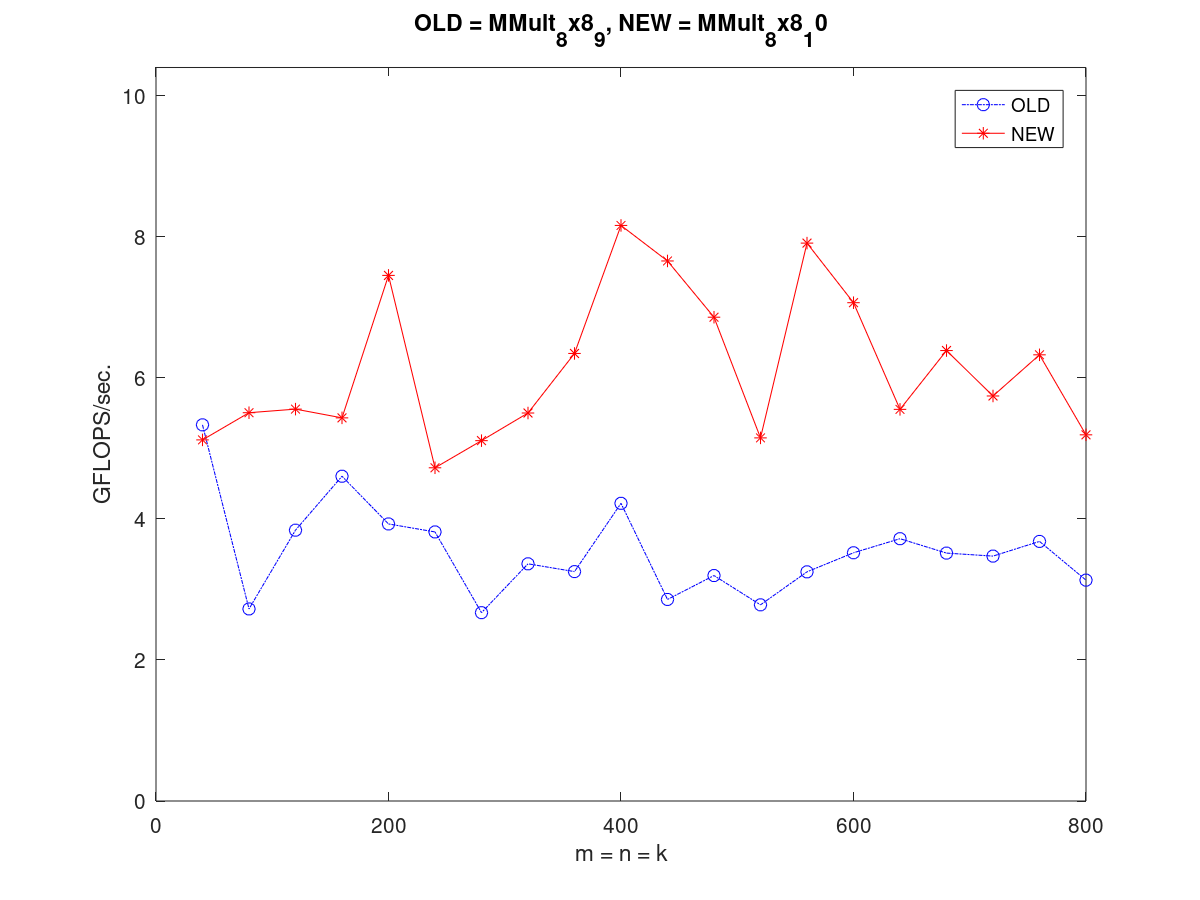 OLD = MMult₈x8₉, NEW = MMult₈x8₁0
10
8
6
4
2
0
GFLOPS/sec.
OLD
NEW
0 200 400 600 800
m = n = k